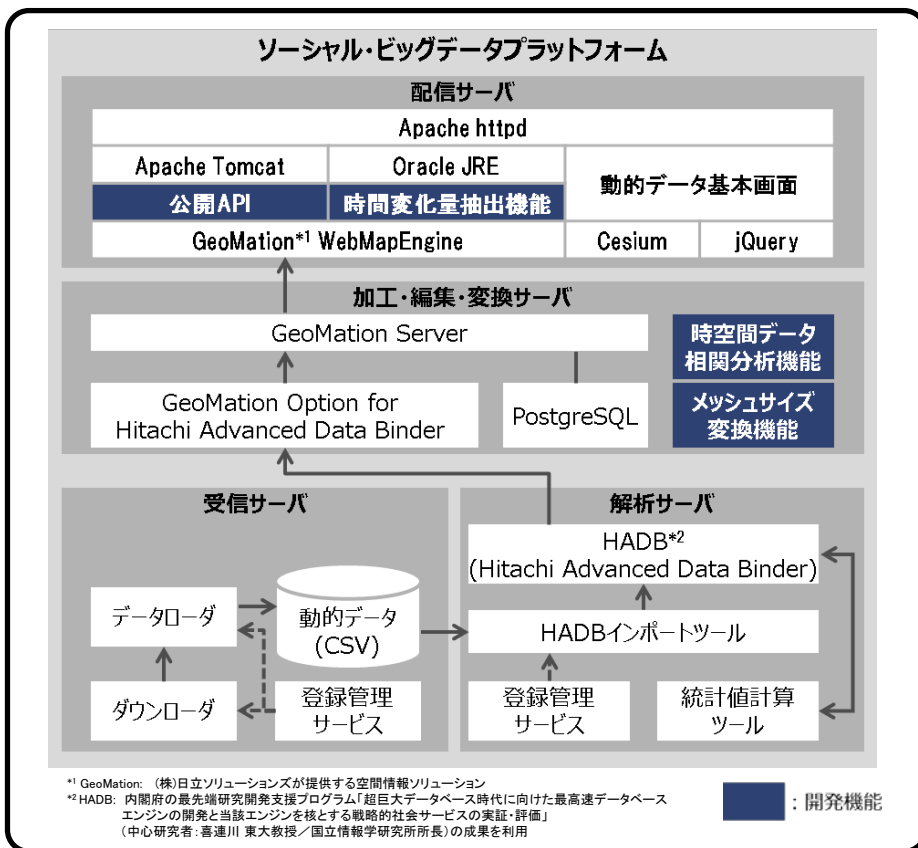 ソーシャル・ビッグデータプラットフォーム
配信サーバ
Apache httpd
Apache Tomcat
Oracle JRE
動的データ基本画面
公開API
時間変化量抽出機能
GeoMation*1 WebMapEngine
Cesium
jQuery
加工・編集・変換サーバ
GeoMation Server
時空間データ
相関分析機能
GeoMation Option for
Hitachi Advanced Data Binder
PostgreSQL
メッシュサイズ
変換機能
受信サーバ
データローダ
動的データ
(CSV)
ダウンローダ
登録管理
サービス
解析サーバ
HADB*2
(Hitachi Advanced Data Binder)
HADBインポートツール
登録管理
サービス
統計値計算
ツール
*1 GeoMation: (株)日立ソリューションズが提供する空間情報ソリューション
*2 HADB: 内閣府の最先端研究開発支援プログラム「超巨大データベース時代に向けた最高速データベース
エンジンの開発と当該エンジンを核とする戦略的社会サービスの実証・評価」
(中心研究者:喜連川 東大教授/国立情報学研究所所長)の成果を利用
:開発機能